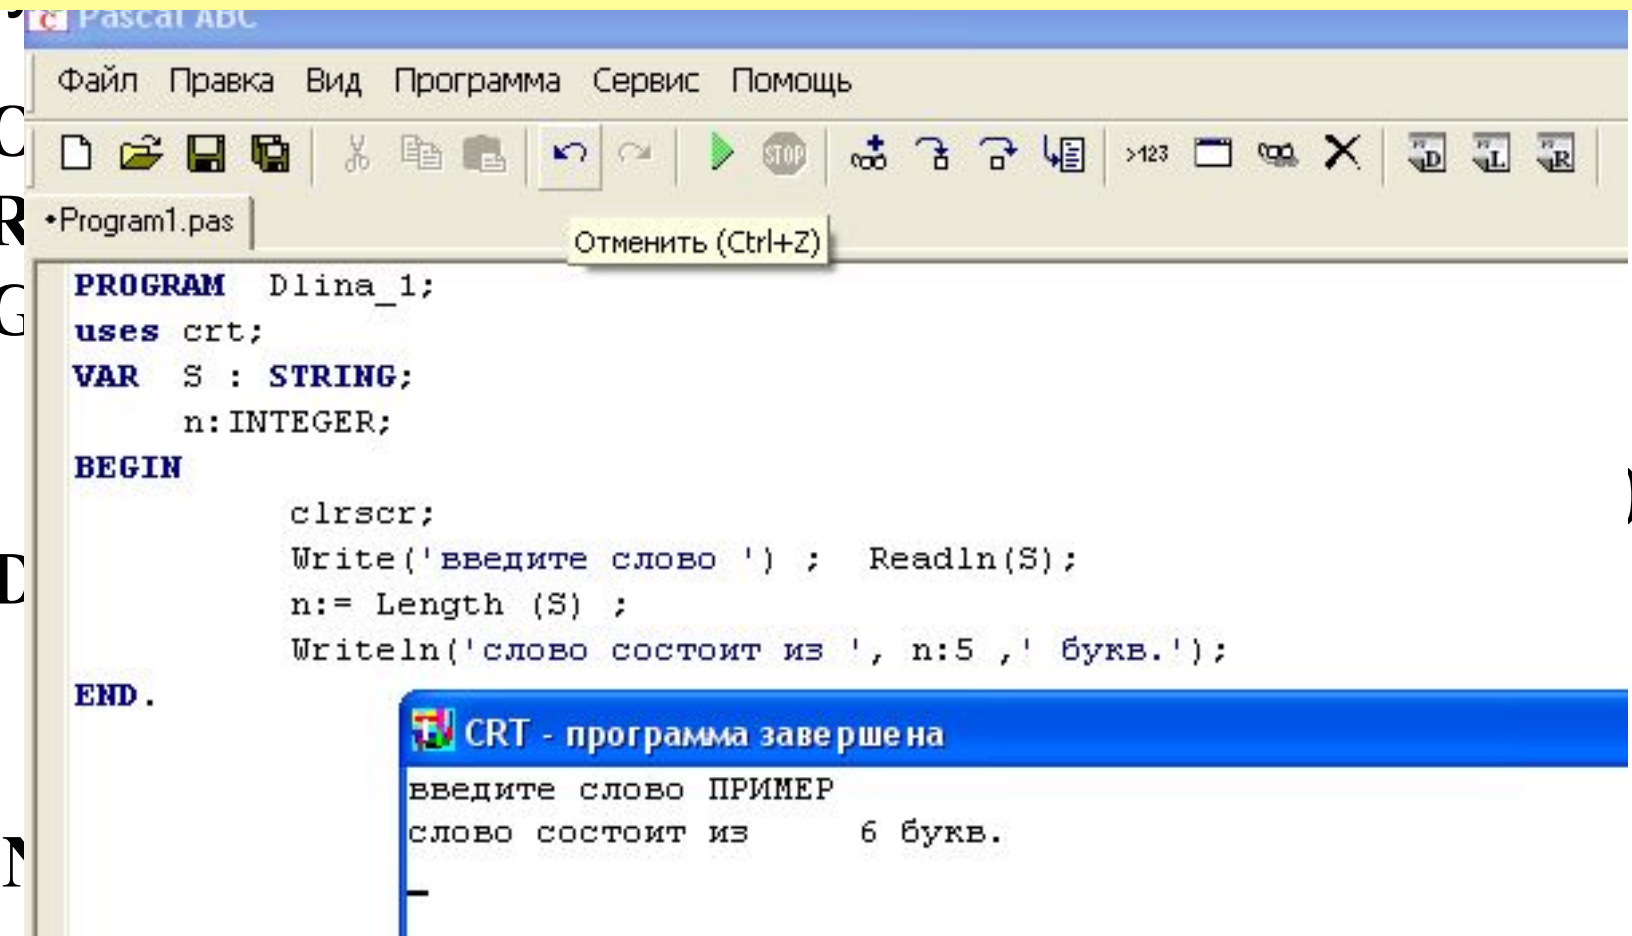 Pascal ABC
Файл Правка Вид Программа Сервис Помощь
STOP >123 D L R
•Program1.pas
Отменить (Ctrl+Z)
PROGRAM Dlina_1;
uses crt;
VAR S : STRING;
n:INTEGER;
BEGIN
clrscr;
Write('введите слово ') ; Readln(S);
n:= Length (S) ;
Writeln('слово состоит из ', n:5 ,' букв.');
END.
CRT - программа завершена
введите слово ПРИМЕР
слово состоит из 6 букв.